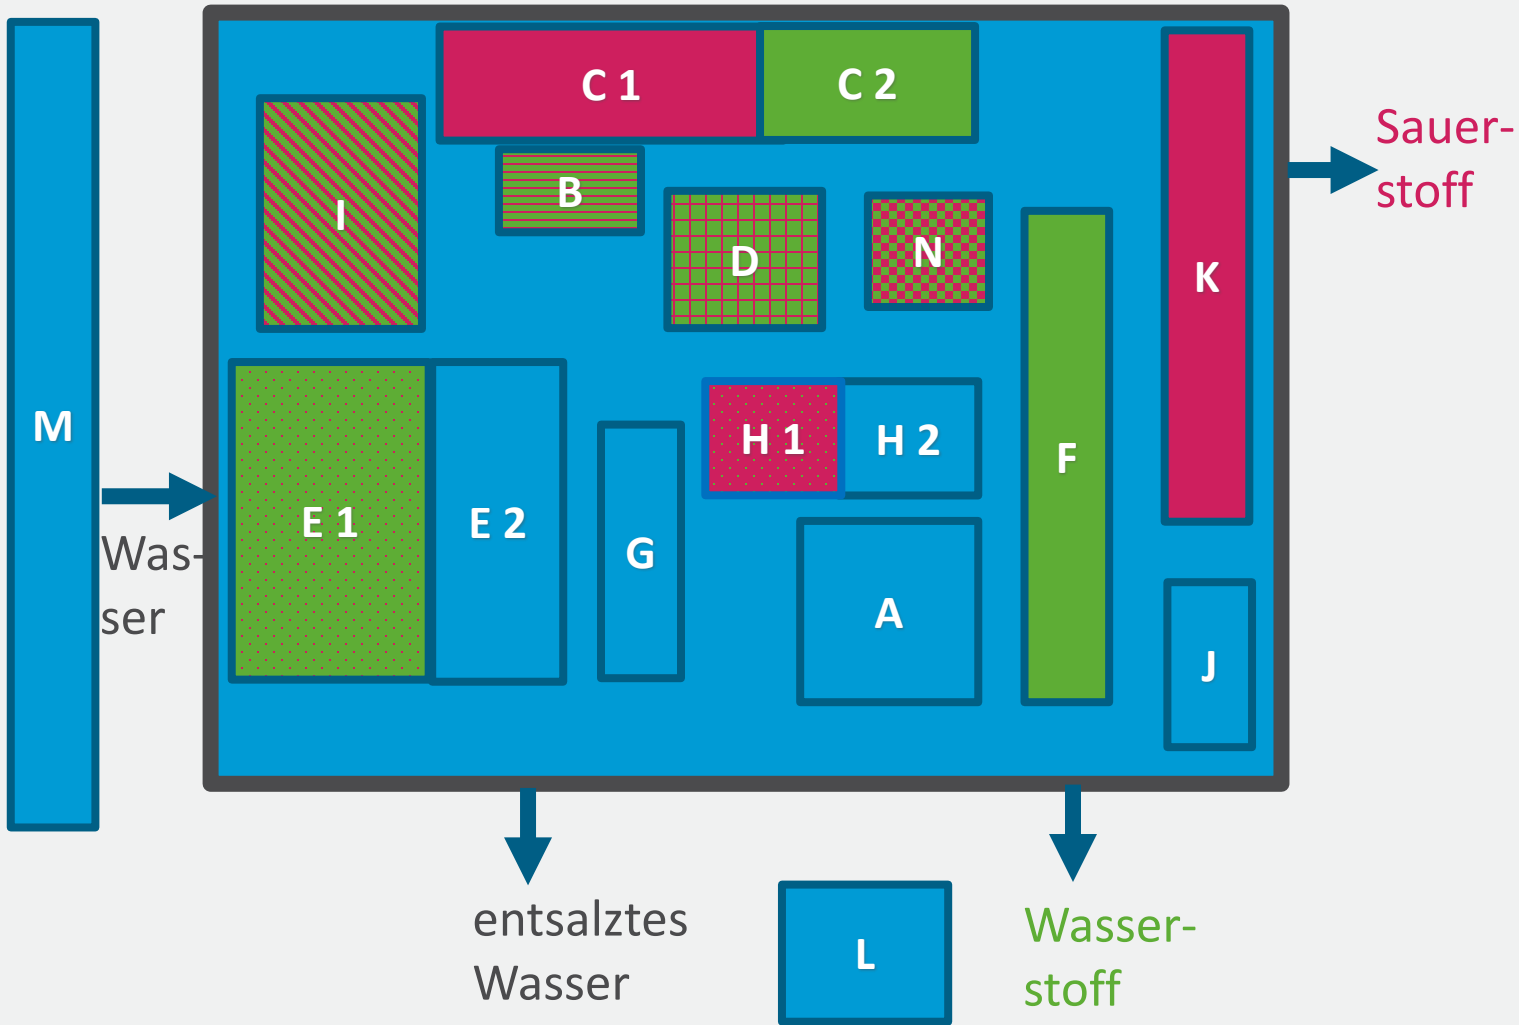 C 1
C 2
Sauer-
stoff
I
B
D
N
K
M
H 1
H 2
F
E 1
E 2
G
Was-
ser
A
J
entsalztes
Wasser
L
Wasser-
stoff